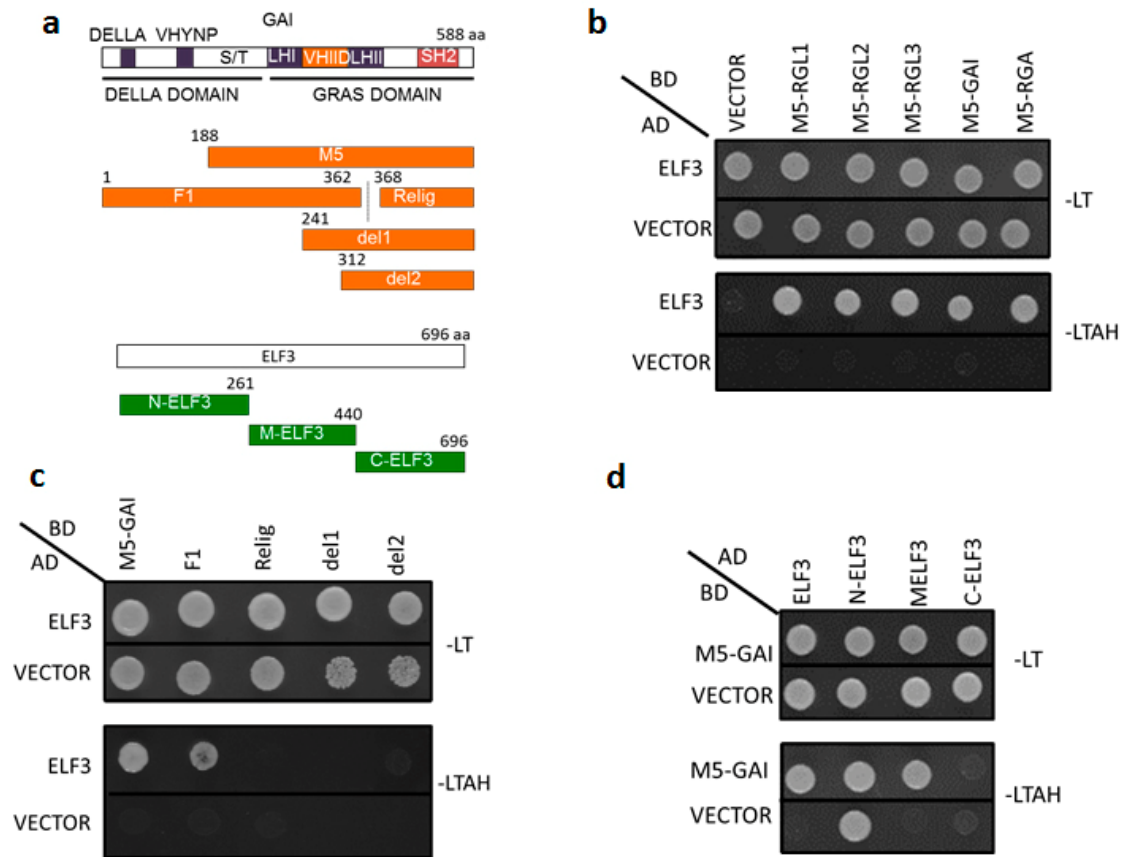 a
GAI
DELLA VHYNP
588 aa
S/T
LHI
VHIID
LHII
SH2
DELLA DOMAIN
GRAS DOMAIN
188
M5
1
362
368
F1
Relig
241
del1
312
del2
696 aa
ELF3
261
N-ELF3
440
M-ELF3
696
C-ELF3
b
BD
AD
VECTOR
M5-RGL1
M5-RGL2
M5-RGL3
M5-GAI
M5-RGA
ELF3
VECTOR
-LT
ELF3
VECTOR
-LTAH
c
BD
AD
M5-GAI
F1
Relig
del1
del2
ELF3
VECTOR
-LT
ELF3
VECTOR
-LTAH
d
AD
BD
ELF3
N-ELF3
MELF3
C-ELF3
M5-GAI
VECTOR
-LT
M5-GAI
VECTOR
-LTAH